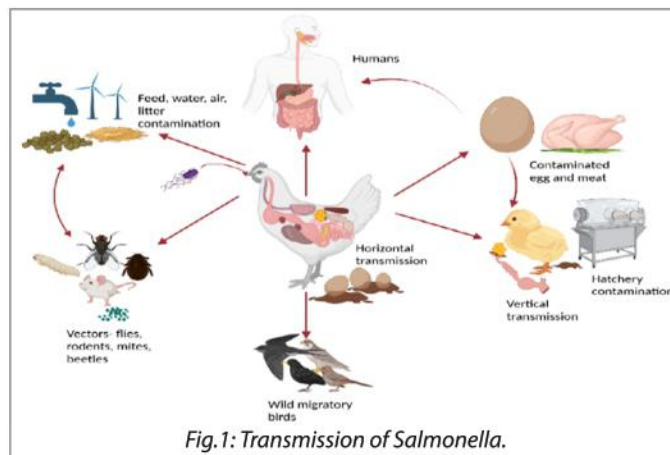 Humans
Feed, water, air,
litter
contamination
Contaminated
egg and meat
Horizontal
transmission
Hatchery
contamination
Vertical
transmission
Vectors- flies,
rodents, mites,
beetles
Wild migratory
birds
Fig.1: Transmission of Salmonella.